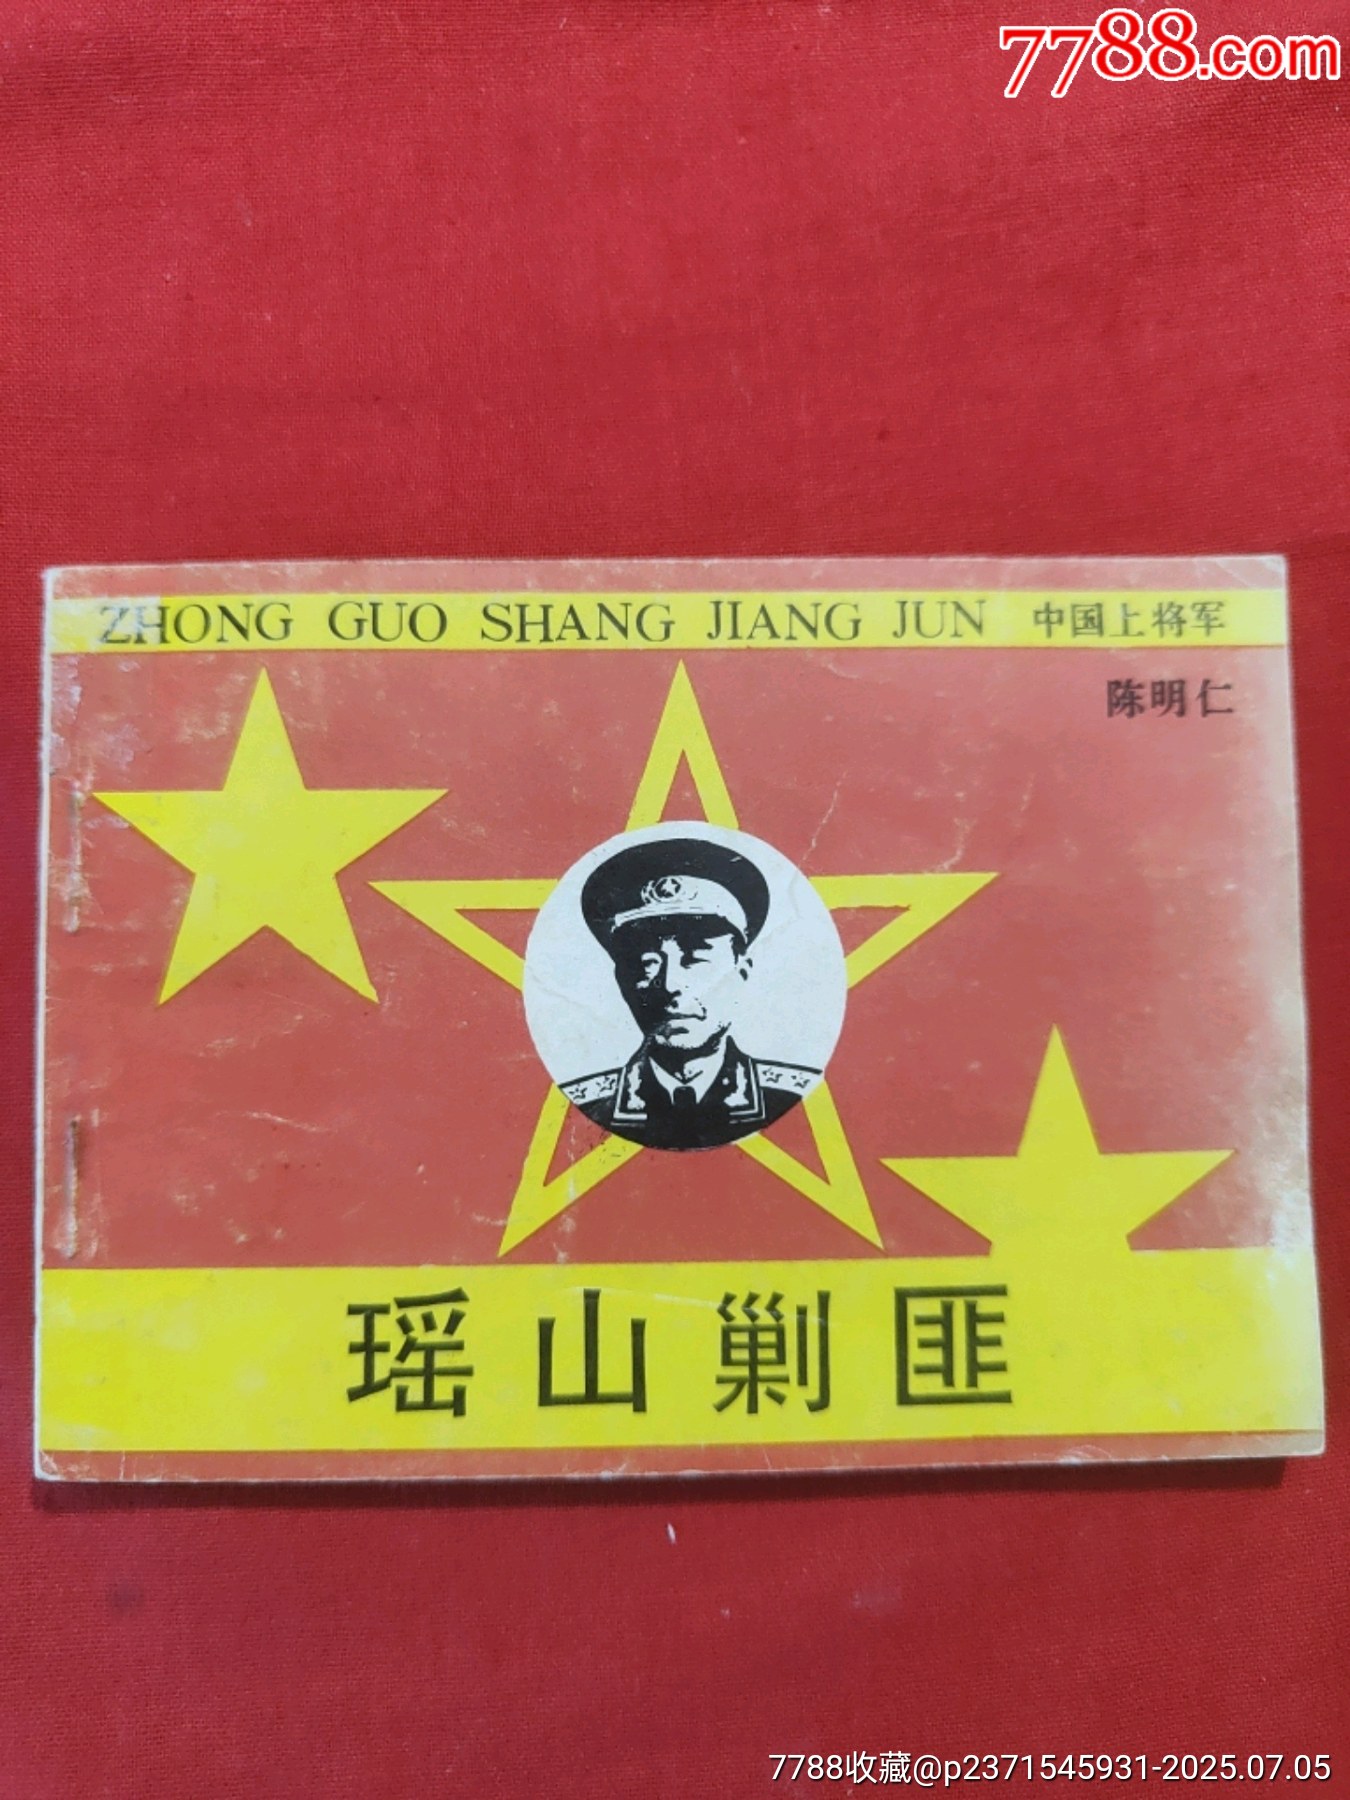 7788.com
ZHONG GUO SHANG JIANG JUN 中国上将军
陈明仁
瑶山剿匪
7788收藏@p2371545931-2025.07.05